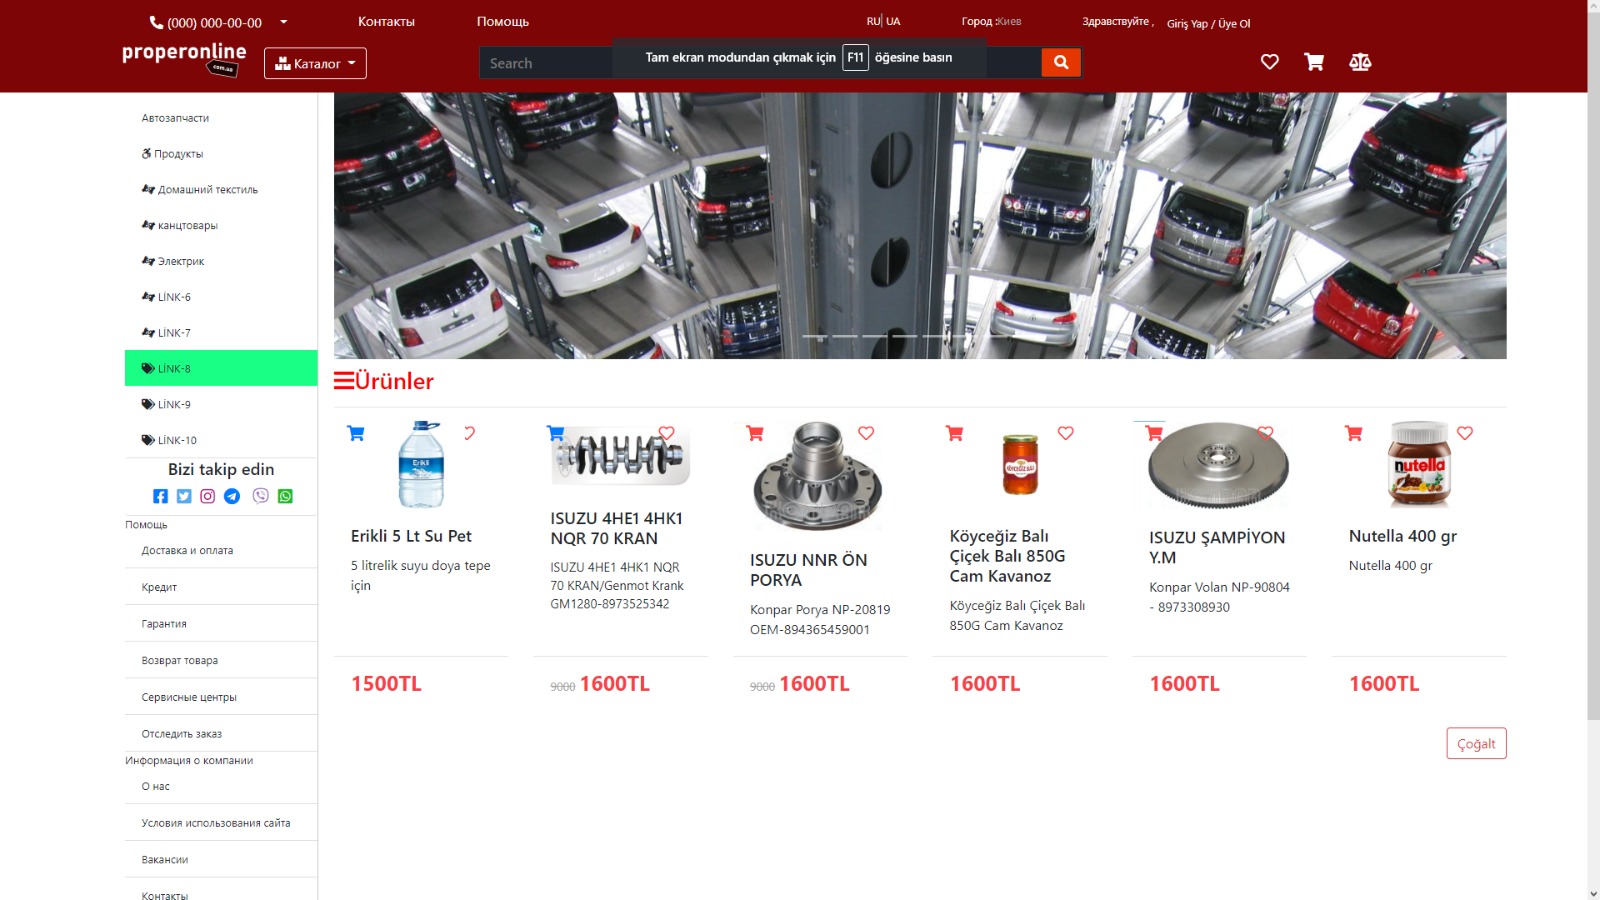 (000) 000-00-00
Контакты
Помощь
RU| UA
Город :Киев
Здравствуйте ,
Giriş Yap / Üye Ol
properonline
com.ua
Каталог
Search
Tam ekran modundan çıkmak için F11 öğesine basın
Автозапчасти
Продукты
Домашний текстиль
канцтовары
Электрик
LİNK-6
LİNK-7
LİNK-8
LİNK-9
LİNK-10
Bizi takip edin
Помощь
Доставка и оплата
Кредит
Гарантия
Возврат товара
Сервисные центры
Отследить заказ
Информация о компании
О нас
Условия использования сайта
Вакансии
Контакты
Ürünler
Erikli
Erikli 5 Lt Su Pet
5 litrelik suyu doya tepe
için
1500TL
ISUZU 4HE1 4HK1
NQR 70 KRAN
ISUZU 4HE1 4HK1 NQR
70 KRAN/Genmot Krank
GM1280-8973525342
9000 1600TL
ISUZU NNR ÖN
PORYA
Konpar Porya NP-20819
OEM-894365459001
9000 1600TL
KÖYCEĞİZ BALI
Köyceğiz Balı
Çiçek Balı 850G
Cam Kavanoz
Köyceğiz Balı Çiçek Balı
850G Cam Kavanoz
1600TL
ISUZU ŞAMPİYON
Y.M
Konpar Volan NP-90804
- 8973308930
1600TL
nutella
Nutella 400 gr
Nutella 400 gr
1600TL
Çoğalt